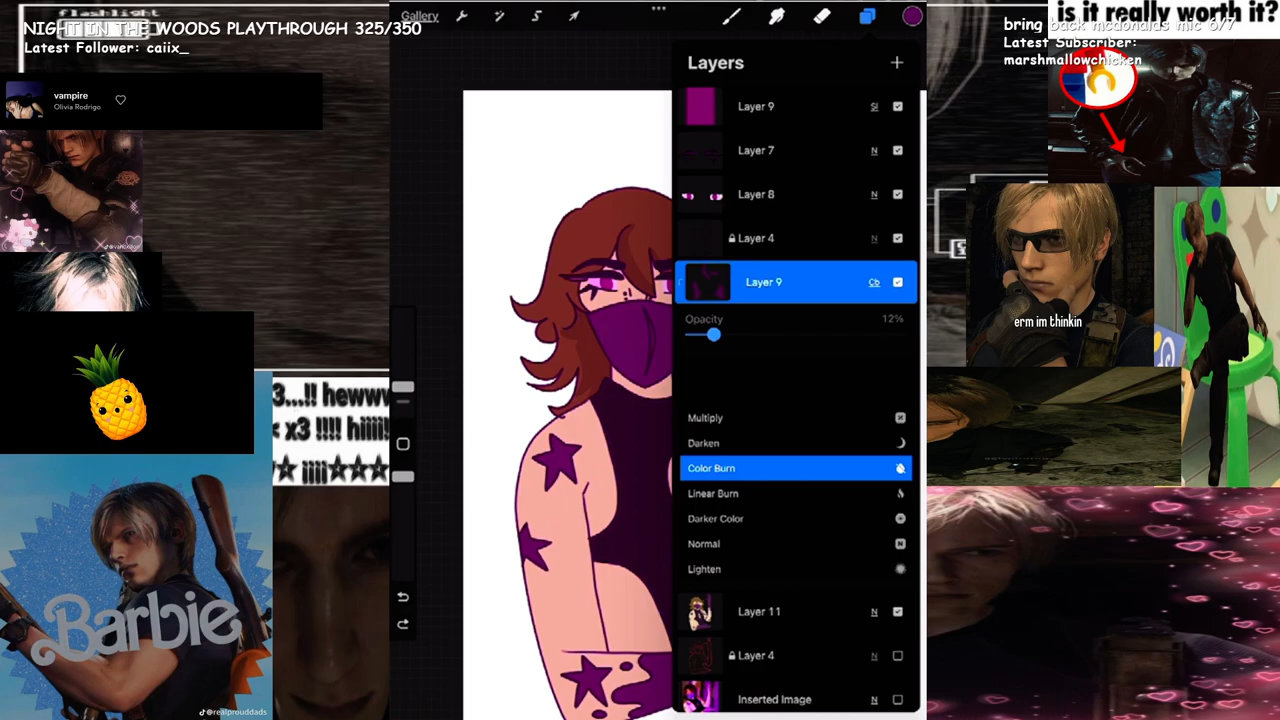 flashlight
NIGHT IN THE WOODS PLAYTHROUGH 325/350
Latest Follower: caiix_
vampire
Olivia Rodrigo
3...!! hewww
x3 !!!! hiiii!
iiii
Barbie
@realprouddads
Gallery
Layers
Layer 9
Layer 7
N
Layer 8
N
Layer 4
N
Layer 9
Cb
Opacity
12%
Multiply
Darken
Color Burn
Linear Burn
Darker Color
Normal
N
Lighten
Layer 11
N
Layer 4
N
Inserted Image
N
is it really worth it?
bring back mcdonalds mic 6/7
Latest Subscriber:
marshmallowchicken
erm im thinkin